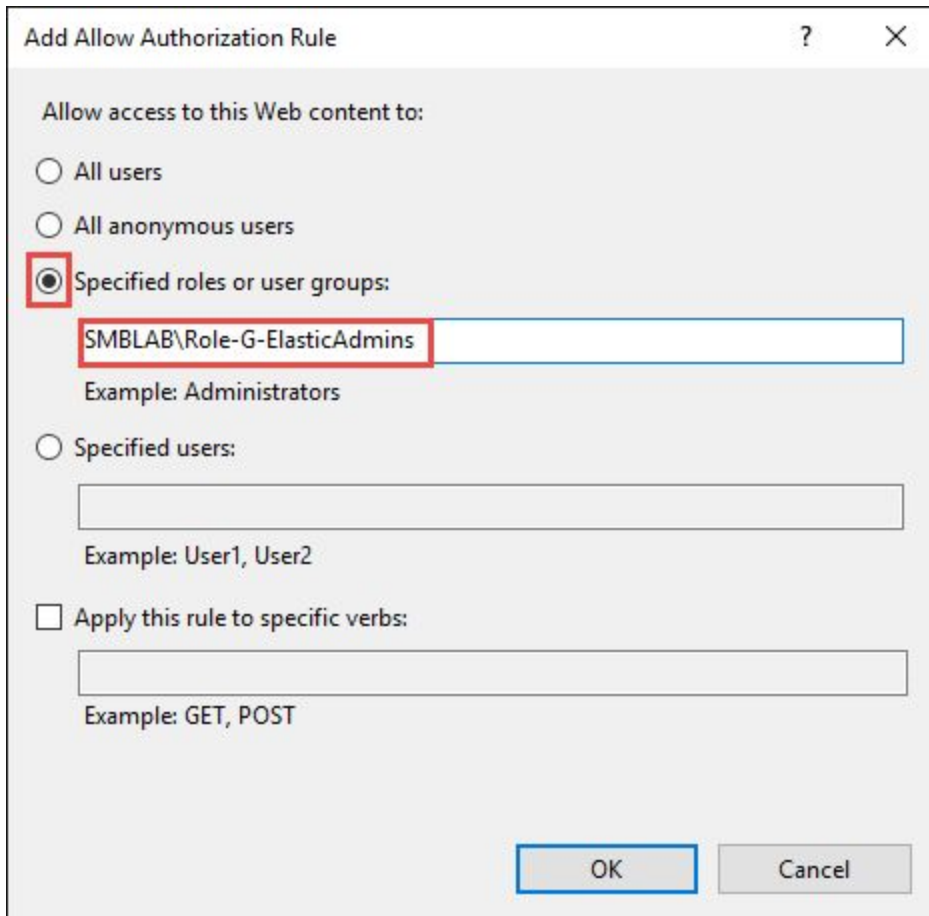 Add Allow Authorization Rule
?
Allow access to this Web content to:
All users
All anonymous users
Specified roles or user groups:
SMBLAB\Role-G-ElasticAdmins
Example: Administrators
Specified users:
Example: User1, User2
Apply this rule to specific verbs:
Example: GET, POST
OK
Cancel